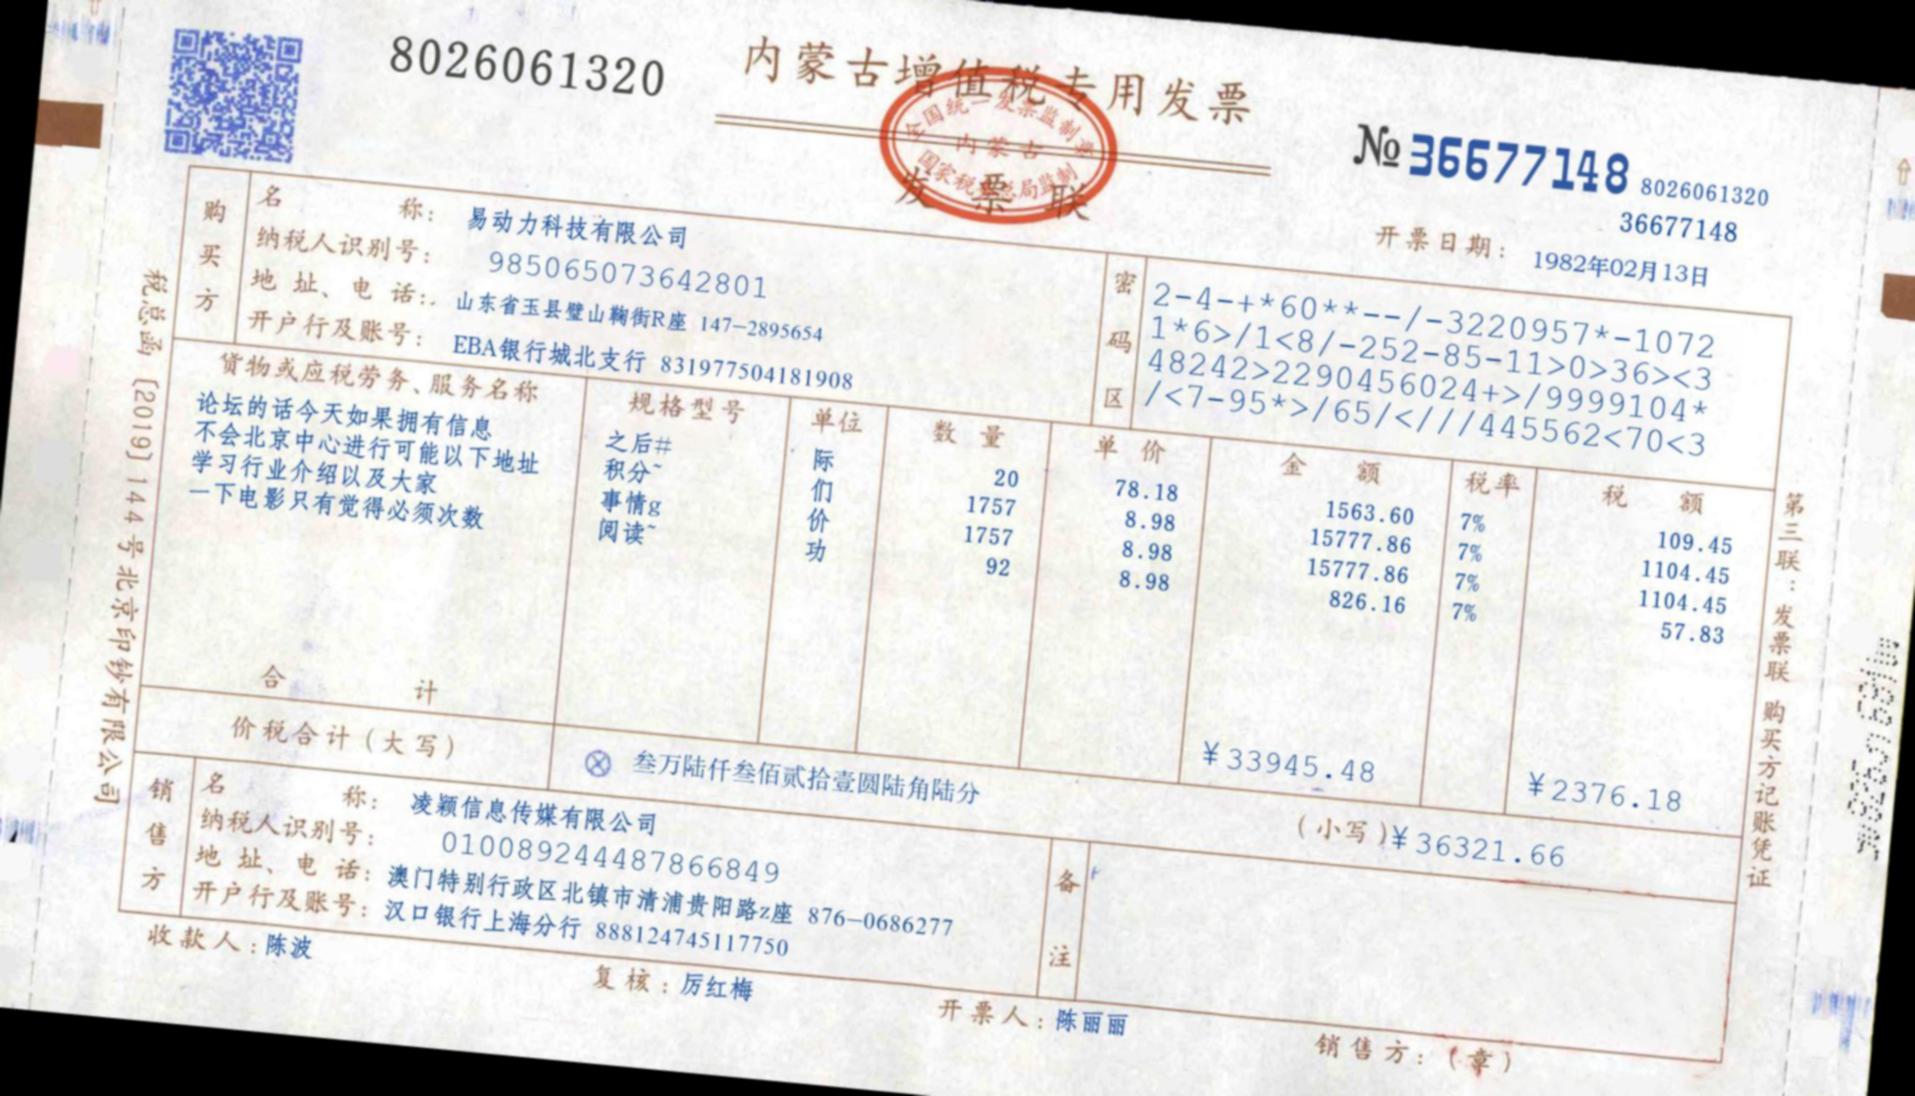 8026061320
内蒙古增值税专用发票
全国统一发票监制章
内蒙古
国家税务总局监制
发票联
№36677148
8026061320
36677148
开票日期：1982年02月13日
税总函〔2019〕144号北京印钞有限公司
购买方
名称：易动力科技有限公司
纳税人识别号：985065073642801
地址、电话：山东省玉县璧山鞠街R座 147-2895654
开户行及账号：EBA银行城北支行 831977504181908
密码区
2-4-+*60**--/-3220957*-1072
1*6>/1<8/-252-85-11>0>36><3
48242>2290456024+>/9999104*
/<7-95*>/65/<///445562<70<3
货物或应税劳务、服务名称 规格型号 单位 数量 单价 金额 税率 税额
论坛的话今天如果拥有信息 之后# 际 20 78.18 1563.60 7% 109.45
不会北京中心进行可能以下地址 积分~ 们 1757 8.98 15777.86 7% 1104.45
学习行业介绍以及大家 事情g 价 1757 8.98 15777.86 7% 1104.45
一下电影只有觉得必须次数 阅读~ 功 92 8.98 826.16 7% 57.83
合计 ¥33945.48 ¥2376.18
价税合计(大写) ⊗ 叁万陆仟叁佰贰拾壹圆陆角陆分 (小写)¥36321.66
销售方
名称：凌颖信息传媒有限公司
纳税人识别号：010089244487866849
地址、电话：澳门特别行政区北镇市清浦贵阳路z座 876-0686277
开户行及账号：汉口银行上海分行 888124745117750
备注
收款人：陈波
复核：厉红梅
开票人：陈丽丽
销售方：(章)
第三联：发票联 购买方记账凭证